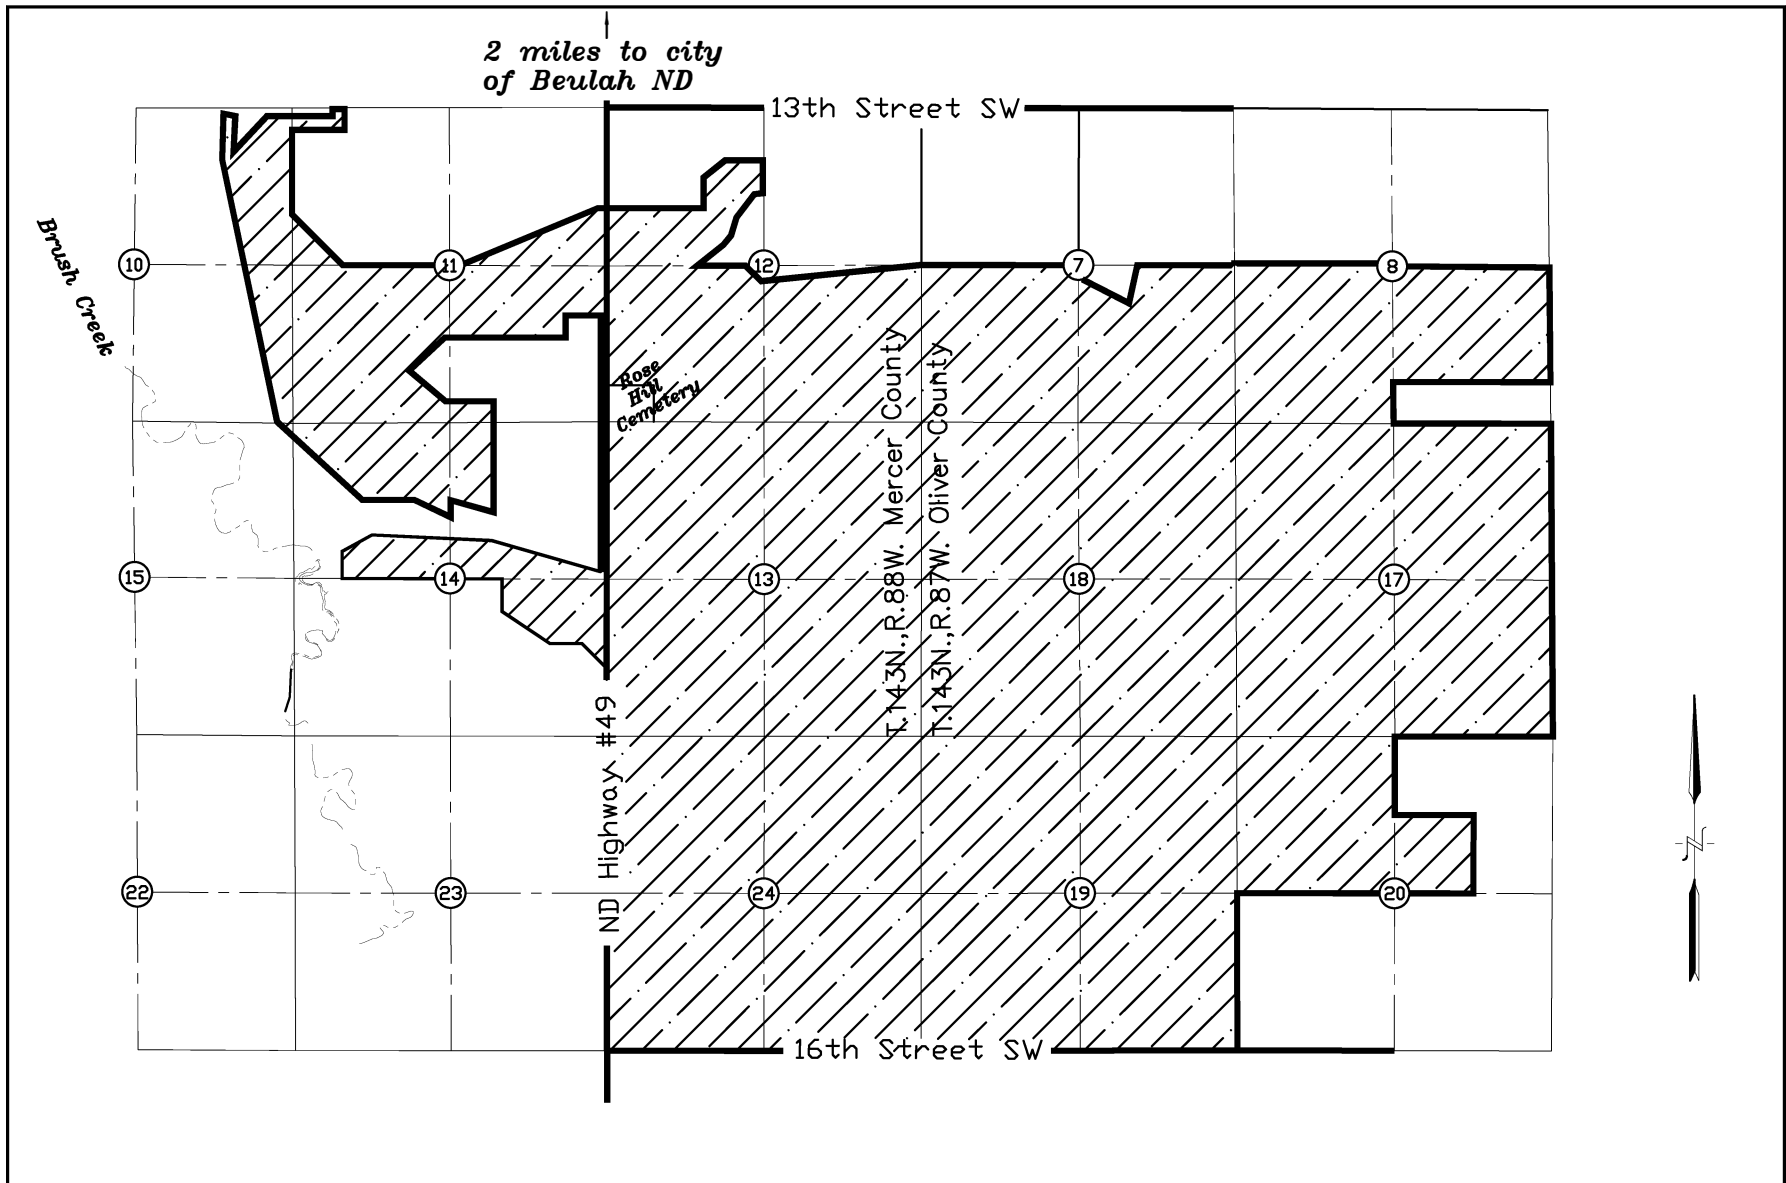 2 miles to city
of Beulah ND
13th Street SW
Brush Creek
10
11
12
7
8
Rose
Hill
Cemetery
T.143N.,R.88W. Mercer County
T.143N.,R.87W. Oliver County
15
14
13
18
17
ND Highway #49
N
22
23
24
19
20
16th Street SW